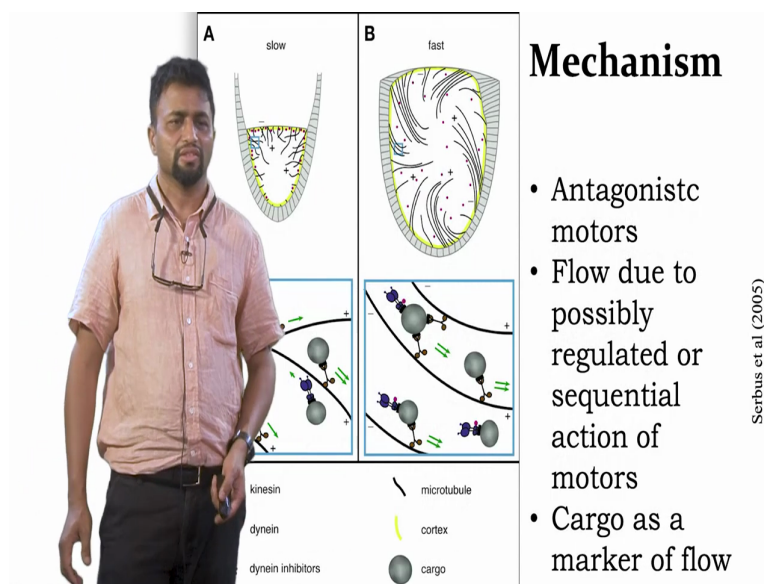 A
slow
B
fast
Mechanism
• Antagonistc
motors
• Flow due to
possibly
regulated or
sequential
action of
motors
• Cargo as a
marker of flow
Serbus et al (2005)
kinesin
dynein
dynein inhibitors
microtubule
cortex
cargo